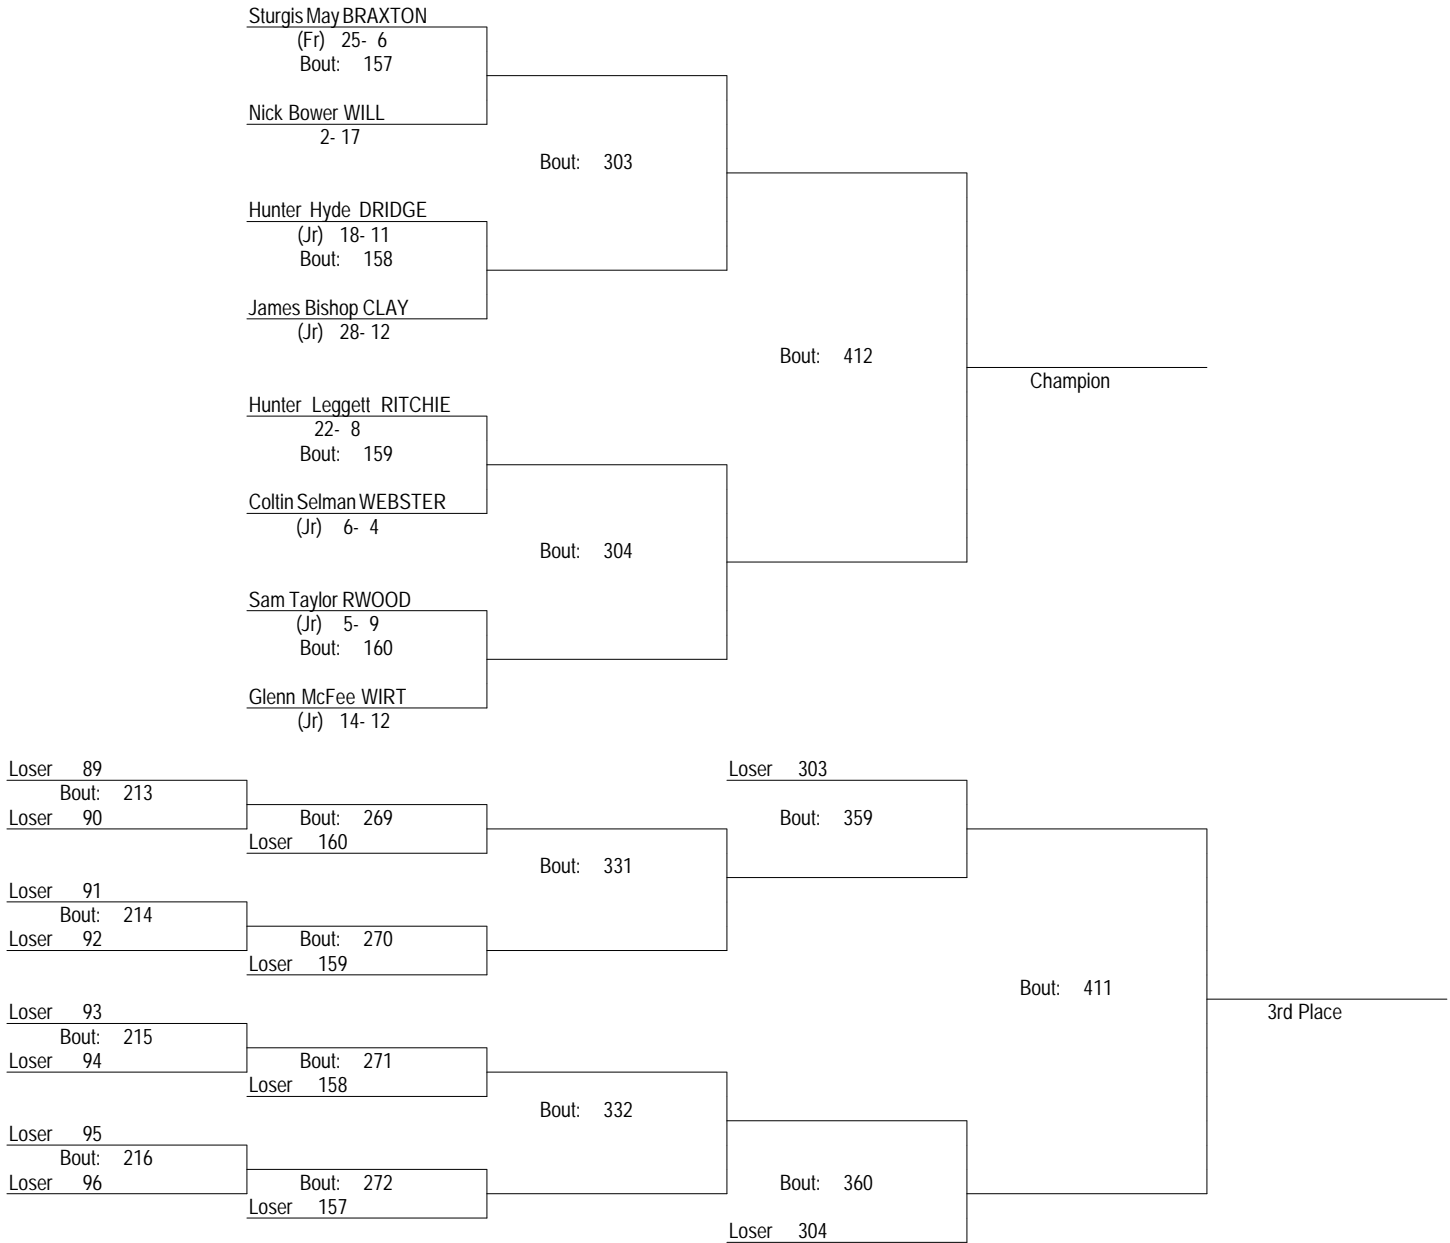 Sturgis May BRAXTON
(Fr) 25- 6
Bout: 157
Nick Bower WILL
2- 17
Bout: 303
Hunter Hyde DRIDGE
(Jr) 18- 11
Bout: 158
James Bishop CLAY
(Jr) 28- 12
Bout: 412
Champion
Hunter Leggett RITCHIE
22- 8
Bout: 159
Coltin Selman WEBSTER
(Jr) 6- 4
Bout: 304
Sam Taylor RWOOD
(Jr) 5- 9
Bout: 160
Glenn McFee WIRT
(Jr) 14- 12
Loser 89
Bout: 213
Loser 90
Bout: 269
Loser 160
Bout: 331
Loser 303
Bout: 359
Loser 91
Bout: 214
Loser 92
Bout: 270
Loser 159
Bout: 411
3rd Place
Loser 93
Bout: 215
Loser 94
Bout: 271
Loser 158
Bout: 332
Loser 95
Bout: 216
Loser 96
Bout: 272
Loser 157
Bout: 360
Loser 304